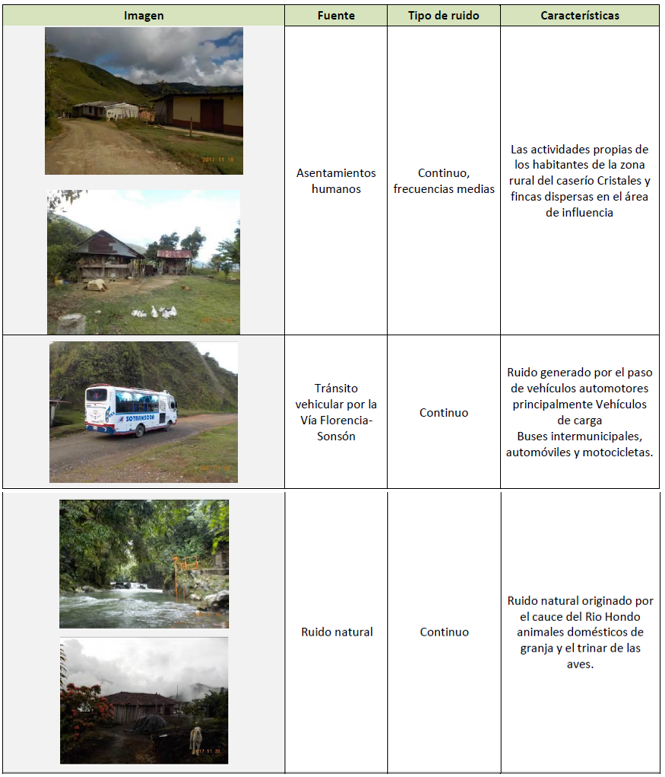 Imagen
Fuente
Tipo de ruido
Características
2017 11 18
Asentamientos
humanos
Continuo,
frecuencias medias
Las actividades propias de
los habitantes de la zona
rural del caserío Cristales y
fincas dispersas en el área
de influencia
SOTRANSODA
Tránsito
vehicular por la
Vía Florencia-
Sonsón
Continuo
Ruido generado por el paso
de vehículos automotores
principalmente Vehículos
de carga
Buses intermunicipales,
automóviles y motocicletas.
Ruido natural
Continuo
Ruido natural originado por
el cauce del Rio Hondo
animales domésticos de
granja y el trinar de las
aves.